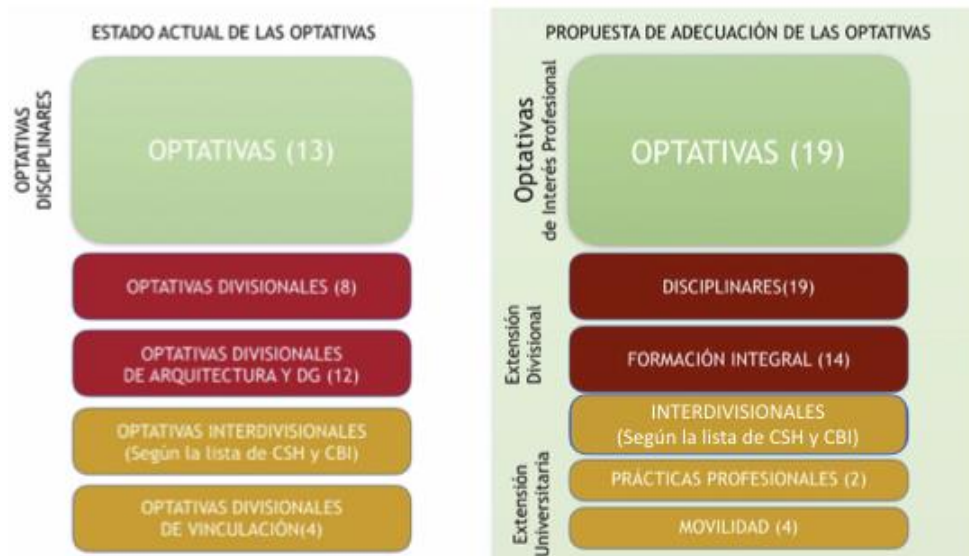 ESTADO ACTUAL DE LAS OPTATIVAS
OPTATIVAS
DISCIPLINARES
OPTATIVAS (13)
OPTATIVAS DIVISIONALES (8)
OPTATIVAS DIVISIONALES
DE ARQUITECTURA Y DG (12)
OPTATIVAS INTERDIVISIONALES
(Según la lista de CSH y CBI)
OPTATIVAS DIVISIONALES
DE VINCULACIÓN(4)
PROPUESTA DE ADECUACIÓN DE LAS OPTATIVAS
Optativas
de Interés Profesional
OPTATIVAS (19)
Extensión
Divisional
DISCIPLINARES(19)
FORMACIÓN INTEGRAL (14)
Extensión
Universitaria
INTERDIVISIONALES
(Según la lista de CSH y CBI)
PRÁCTICAS PROFESIONALES (2)
MOVILIDAD (4)